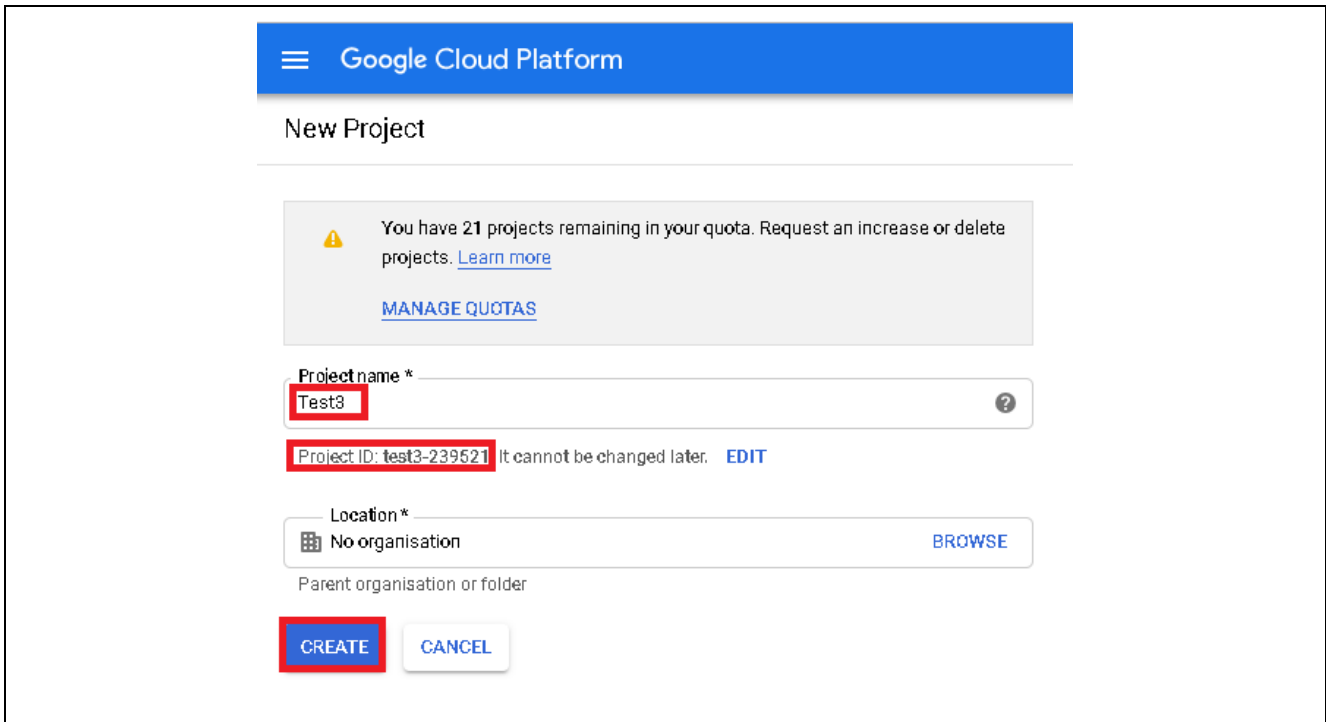 Google Cloud Platform
New Project
You have 21 projects remaining in your quota. Request an increase or delete
projects. Learn more
MANAGE QUOTAS
Project name *
Test3
Project ID: test3-239521 It cannot be changed later. EDIT
Location *
No organisation BROWSE
Parent organisation or folder
CREATE CANCEL